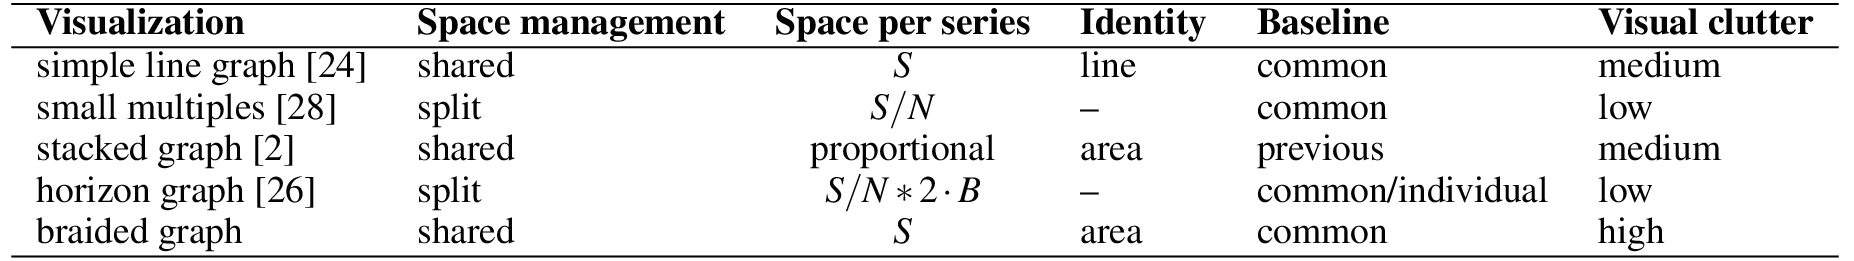 Visualization Space management Space per series Identity Baseline Visual clutter
simple line graph [24] shared S line common medium
small multiples [28] split S/N – common low
stacked graph [2] shared proportional area previous medium
horizon graph [26] split S/N ∗ 2 · B – common/individual low
braided graph shared S area common high